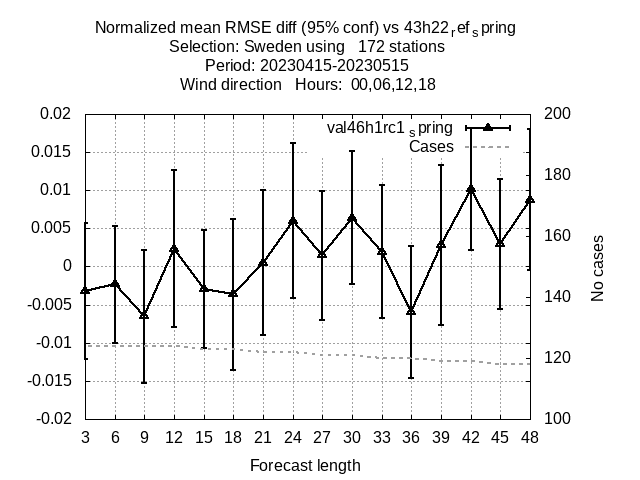 Normalized mean RMSE diff (95% conf) vs 43h22ᵣefₛpring
Selection: Sweden using   172 stations
Period: 20230415-20230515
Wind direction   Hours:  00,06,12,18
val46h1rc1ₛpring
Cases
0.02
0.015
0.01
0.005
0
-0.005
-0.01
-0.015
-0.02
200
180
160
140
120
100
No cases
3 6 9 12 15 18 21 24 27 30 33 36 39 42 45 48
Forecast length